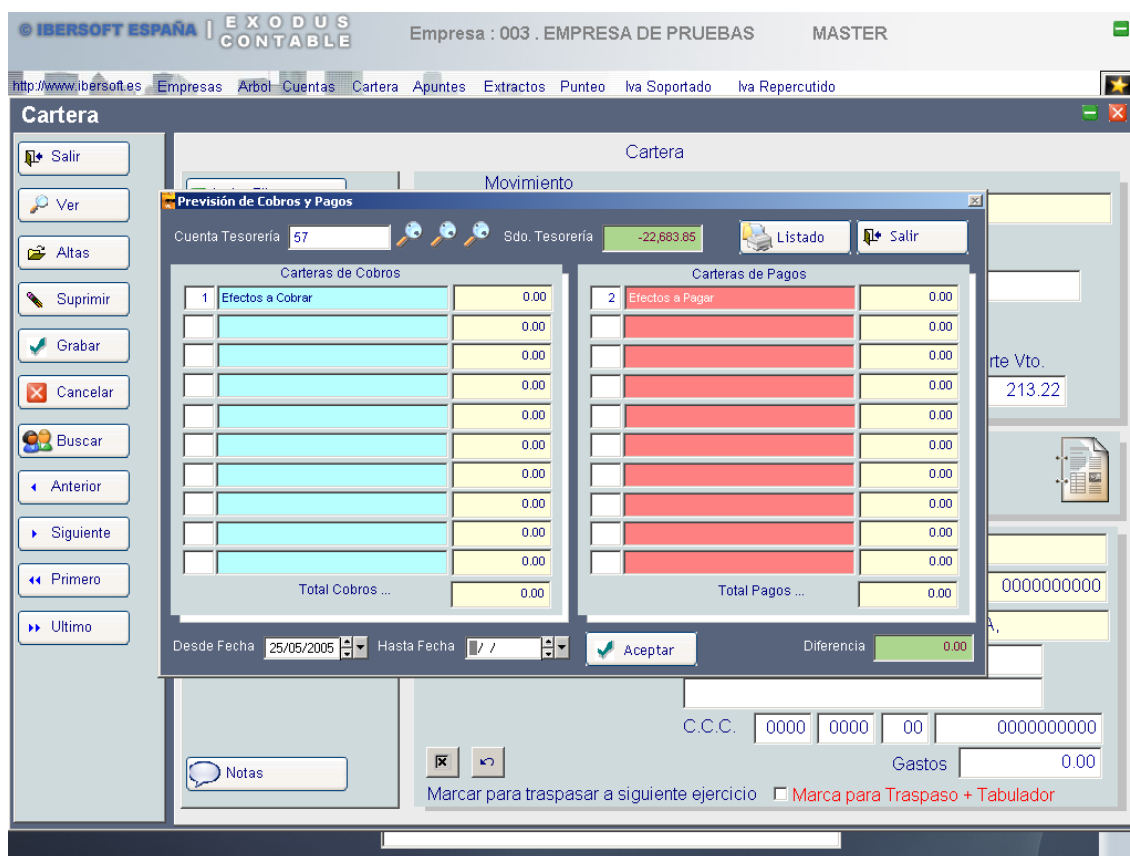 © IBERSOFT ESPAÑA | EXODUS CONTABLE Empresa : 003 . EMPRESA DE PRUEBAS MASTER
http://www.ibersoft.es Empresas Arbol Cuentas Cartera Apuntes Extractos Punteo Iva Soportado Iva Repercutido
Cartera
Salir
Ver
Altas
Suprimir
Grabar
Cancelar
Buscar
Anterior
Siguiente
Primero
Ultimo
Cartera
Movimiento
Previsión de Cobros y Pagos
Cuenta Tesorería 57 Sdo. Tesorería -22,683.85 Listado Salir
Carteras de Cobros
1 Efectos a Cobrar 0.00
0.00
0.00
0.00
0.00
0.00
0.00
0.00
0.00
0.00
Total Cobros ... 0.00
Carteras de Pagos
2 Efectos a Pagar 0.00
0.00
0.00
0.00
0.00
0.00
0.00
0.00
0.00
0.00
Total Pagos ... 0.00
Desde Fecha 25/05/2005 Hasta Fecha / / Aceptar Diferencia 0.00
rte Vto.
213.22
0000000000
A,
C.C.C. 0000 0000 00 0000000000
Notas
Gastos 0.00
Marcar para traspasar a siguiente ejercicio Marca para Traspaso + Tabulador